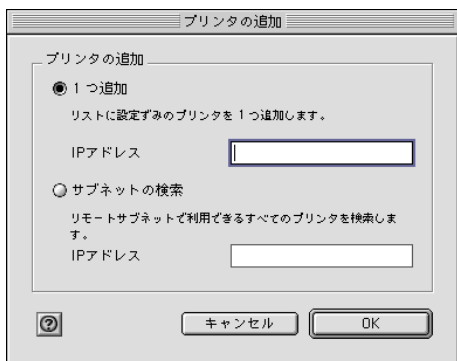 プリンタの追加
プリンタの追加
1 つ追加
リストに設定ずみのプリンタを 1 つ追加します。
IPアドレス
サブネットの検索
リモートサブネットで利用できるすべてのプリンタを検索しま
す。
IPアドレス
?
キャンセル
OK